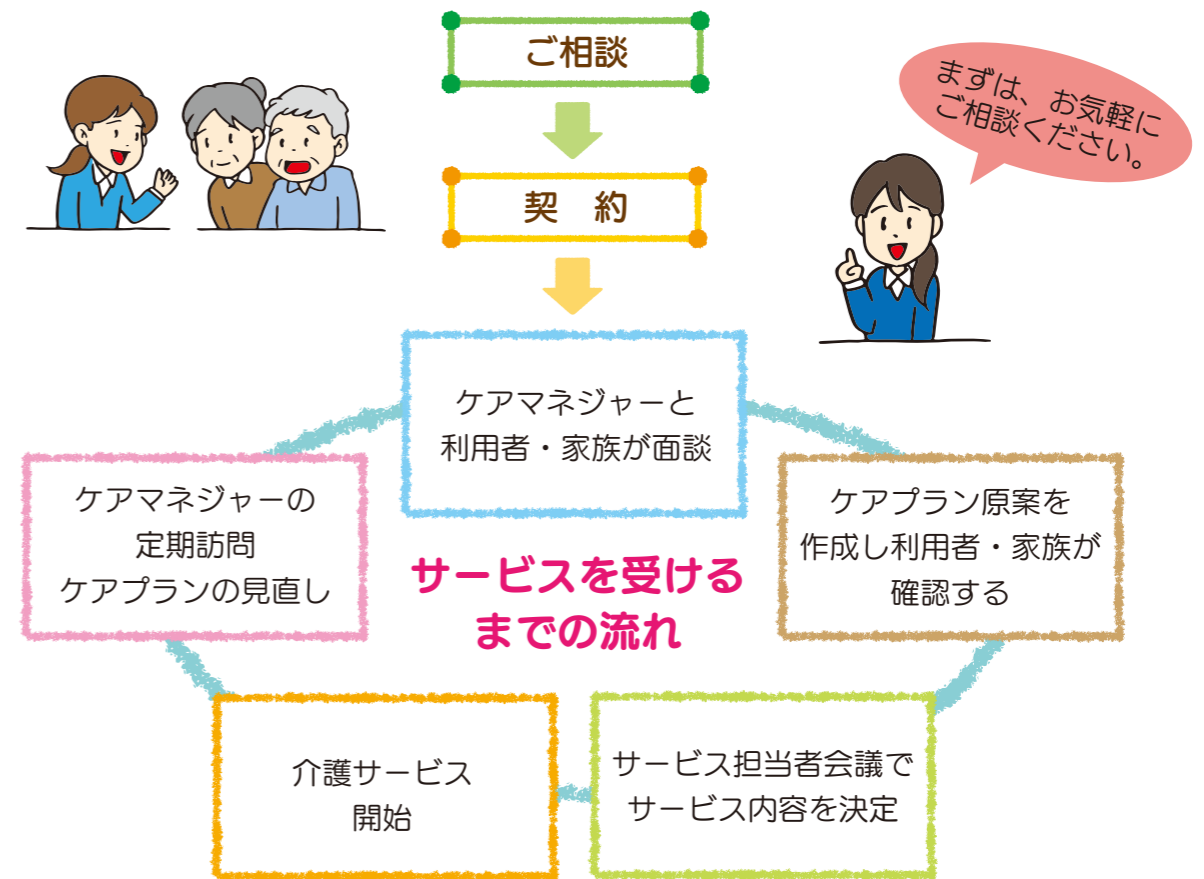 ご相談
まずは、お気軽に
ご相談ください。
契　約
ケアマネジャーと
利用者・家族が面談
ケアプラン原案を
作成し利用者・家族が
確認する
サービス担当者会議で
サービス内容を決定
介護サービス
開始
ケアマネジャーの
定期訪問
ケアプランの見直し
サービスを受ける
までの流れ